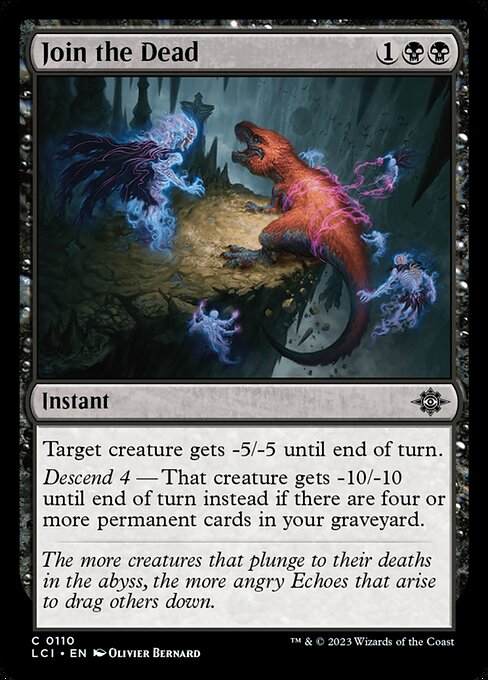 Join the Dead 1
Instant
Target creature gets -5/-5 until end of turn.
Descend 4 — That creature gets -10/-10
until end of turn instead if there are four or
more permanent cards in your graveyard.
The more creatures that plunge to their deaths
in the abyss, the more angry Echoes that arise
to drag others down.
C 0110
LCI • EN Olivier Bernard
™ & © 2023 Wizards of the Coast